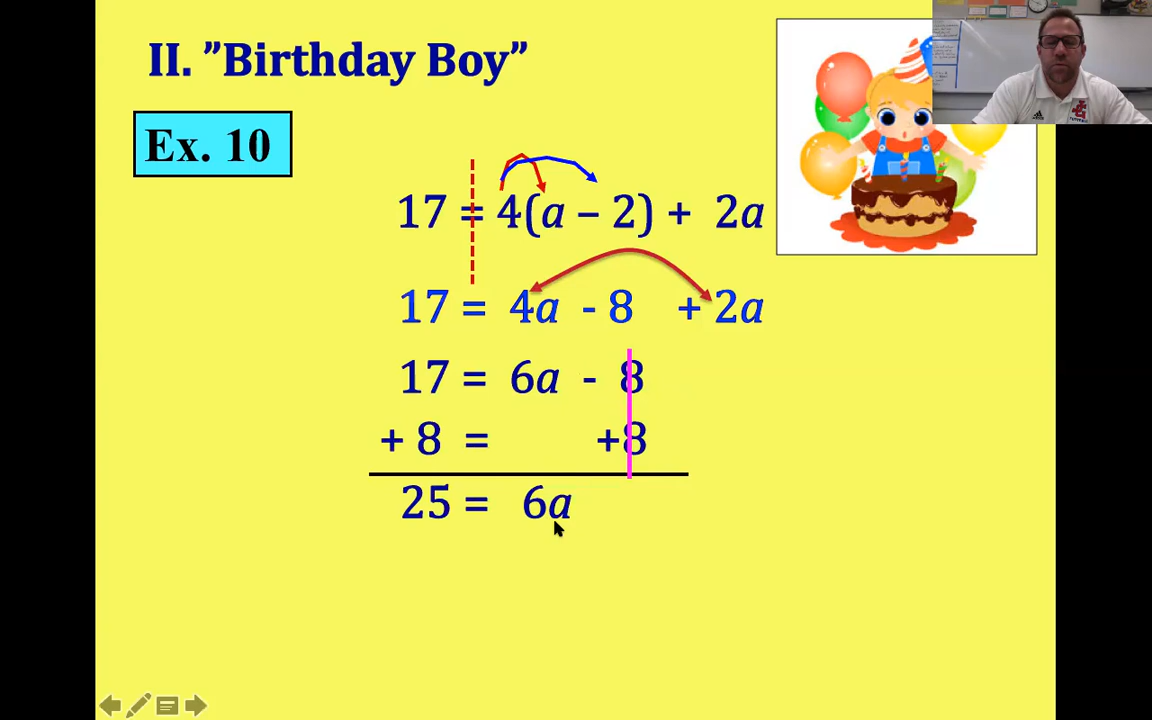 II. ”Birthday Boy”
Ex. 10
17 = 4(a – 2) + 2a
17 = 4a - 8 + 2a
17 = 6a - 8
+ 8 = +8
25 = 6a